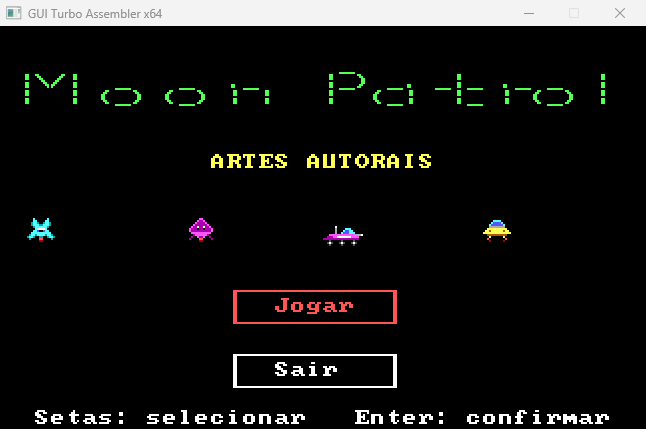 GUI Turbo Assembler x64
Moon Patrol
ARTES AUTORAIS
Jogar
Sair
Setas: selecionar Enter: confirmar